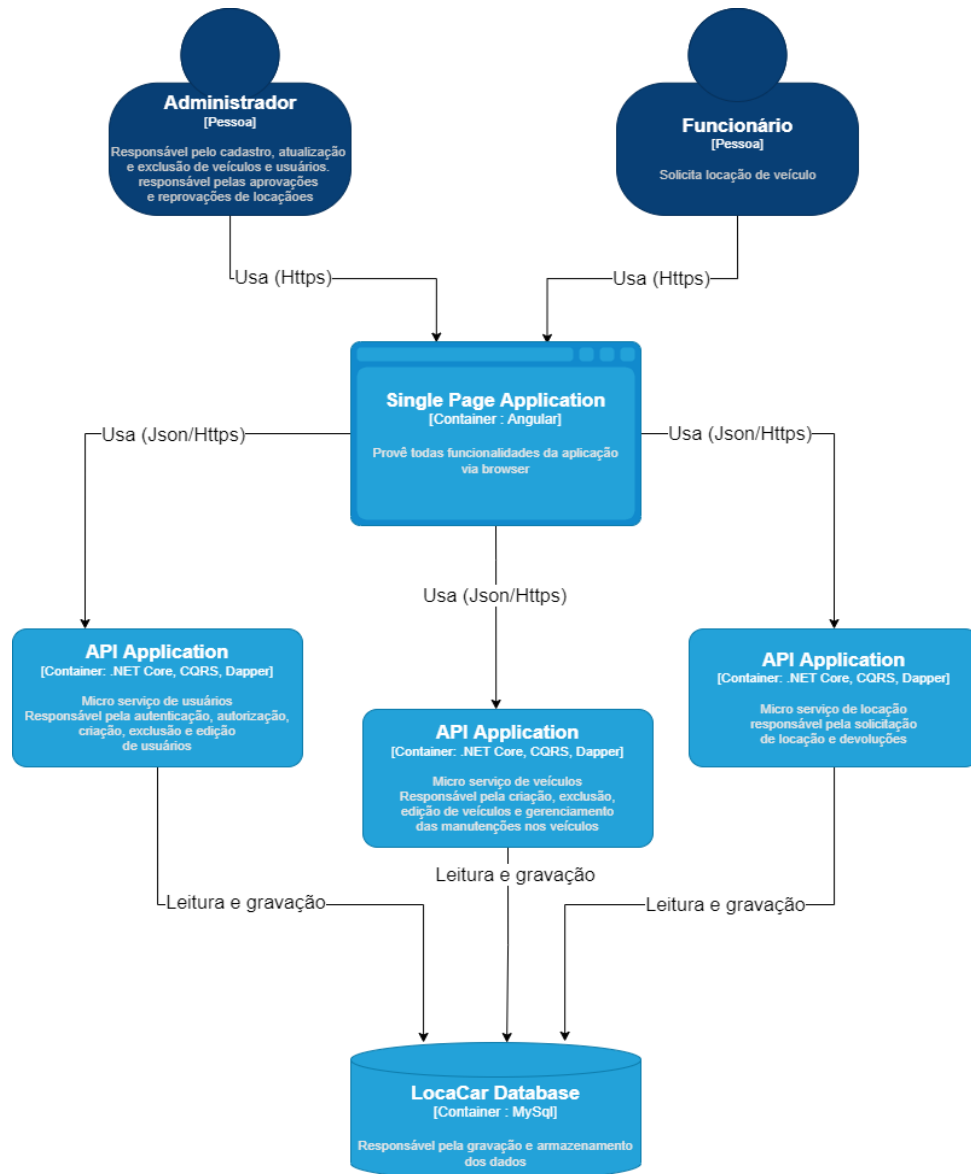 Administrador
[Pessoa]
Responsável pelo cadastro, atualização
e exclusão de veículos e usuários.
responsável pelas aprovações
e reprovações de locaçãoes
Funcionário
[Pessoa]
Solicita locação de veículo
Usa (Https)
Usa (Https)
Single Page Application
[Container : Angular]
Provê todas funcionalidades da aplicação
via browser
Usa (Json/Https)
Usa (Json/Https)
Usa (Json/Https)
API Application
[Container: .NET Core, CQRS, Dapper]
Micro serviço de usuários
Responsável pela autenticação, autorização,
criação, exclusão e edição
de usuários
API Application
[Container: .NET Core, CQRS, Dapper]
Micro serviço de veículos
Responsável pela criação, exclusão,
edição de veículos e gerenciamento
das manutenções nos veículos
API Application
[Container: .NET Core, CQRS, Dapper]
Micro serviço de locação
responsável pela solicitação
de locação e devoluções
Leitura e gravação
Leitura e gravação
Leitura e gravação
LocaCar Database
[Container : MySql]
Responsável pela gravação e armazenamento
dos dados